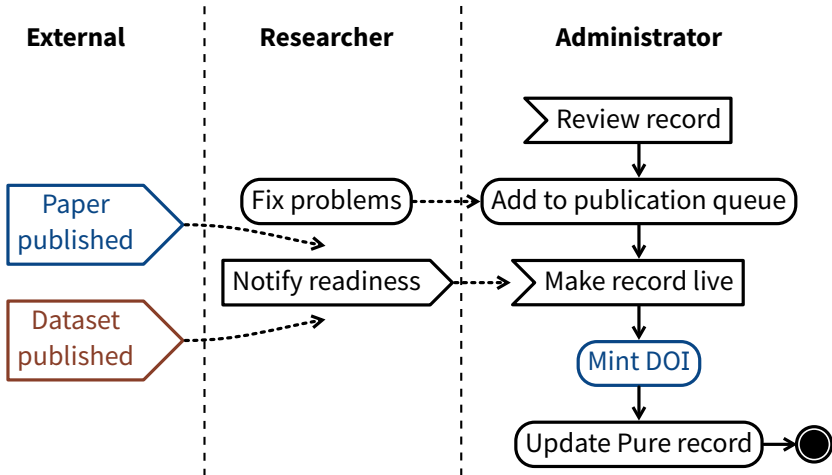 External
Researcher
Administrator
Review record
Paper
published
Fix problems
Add to publication queue
Notify readiness
Make record live
Dataset
published
Mint DOI
Update Pure record